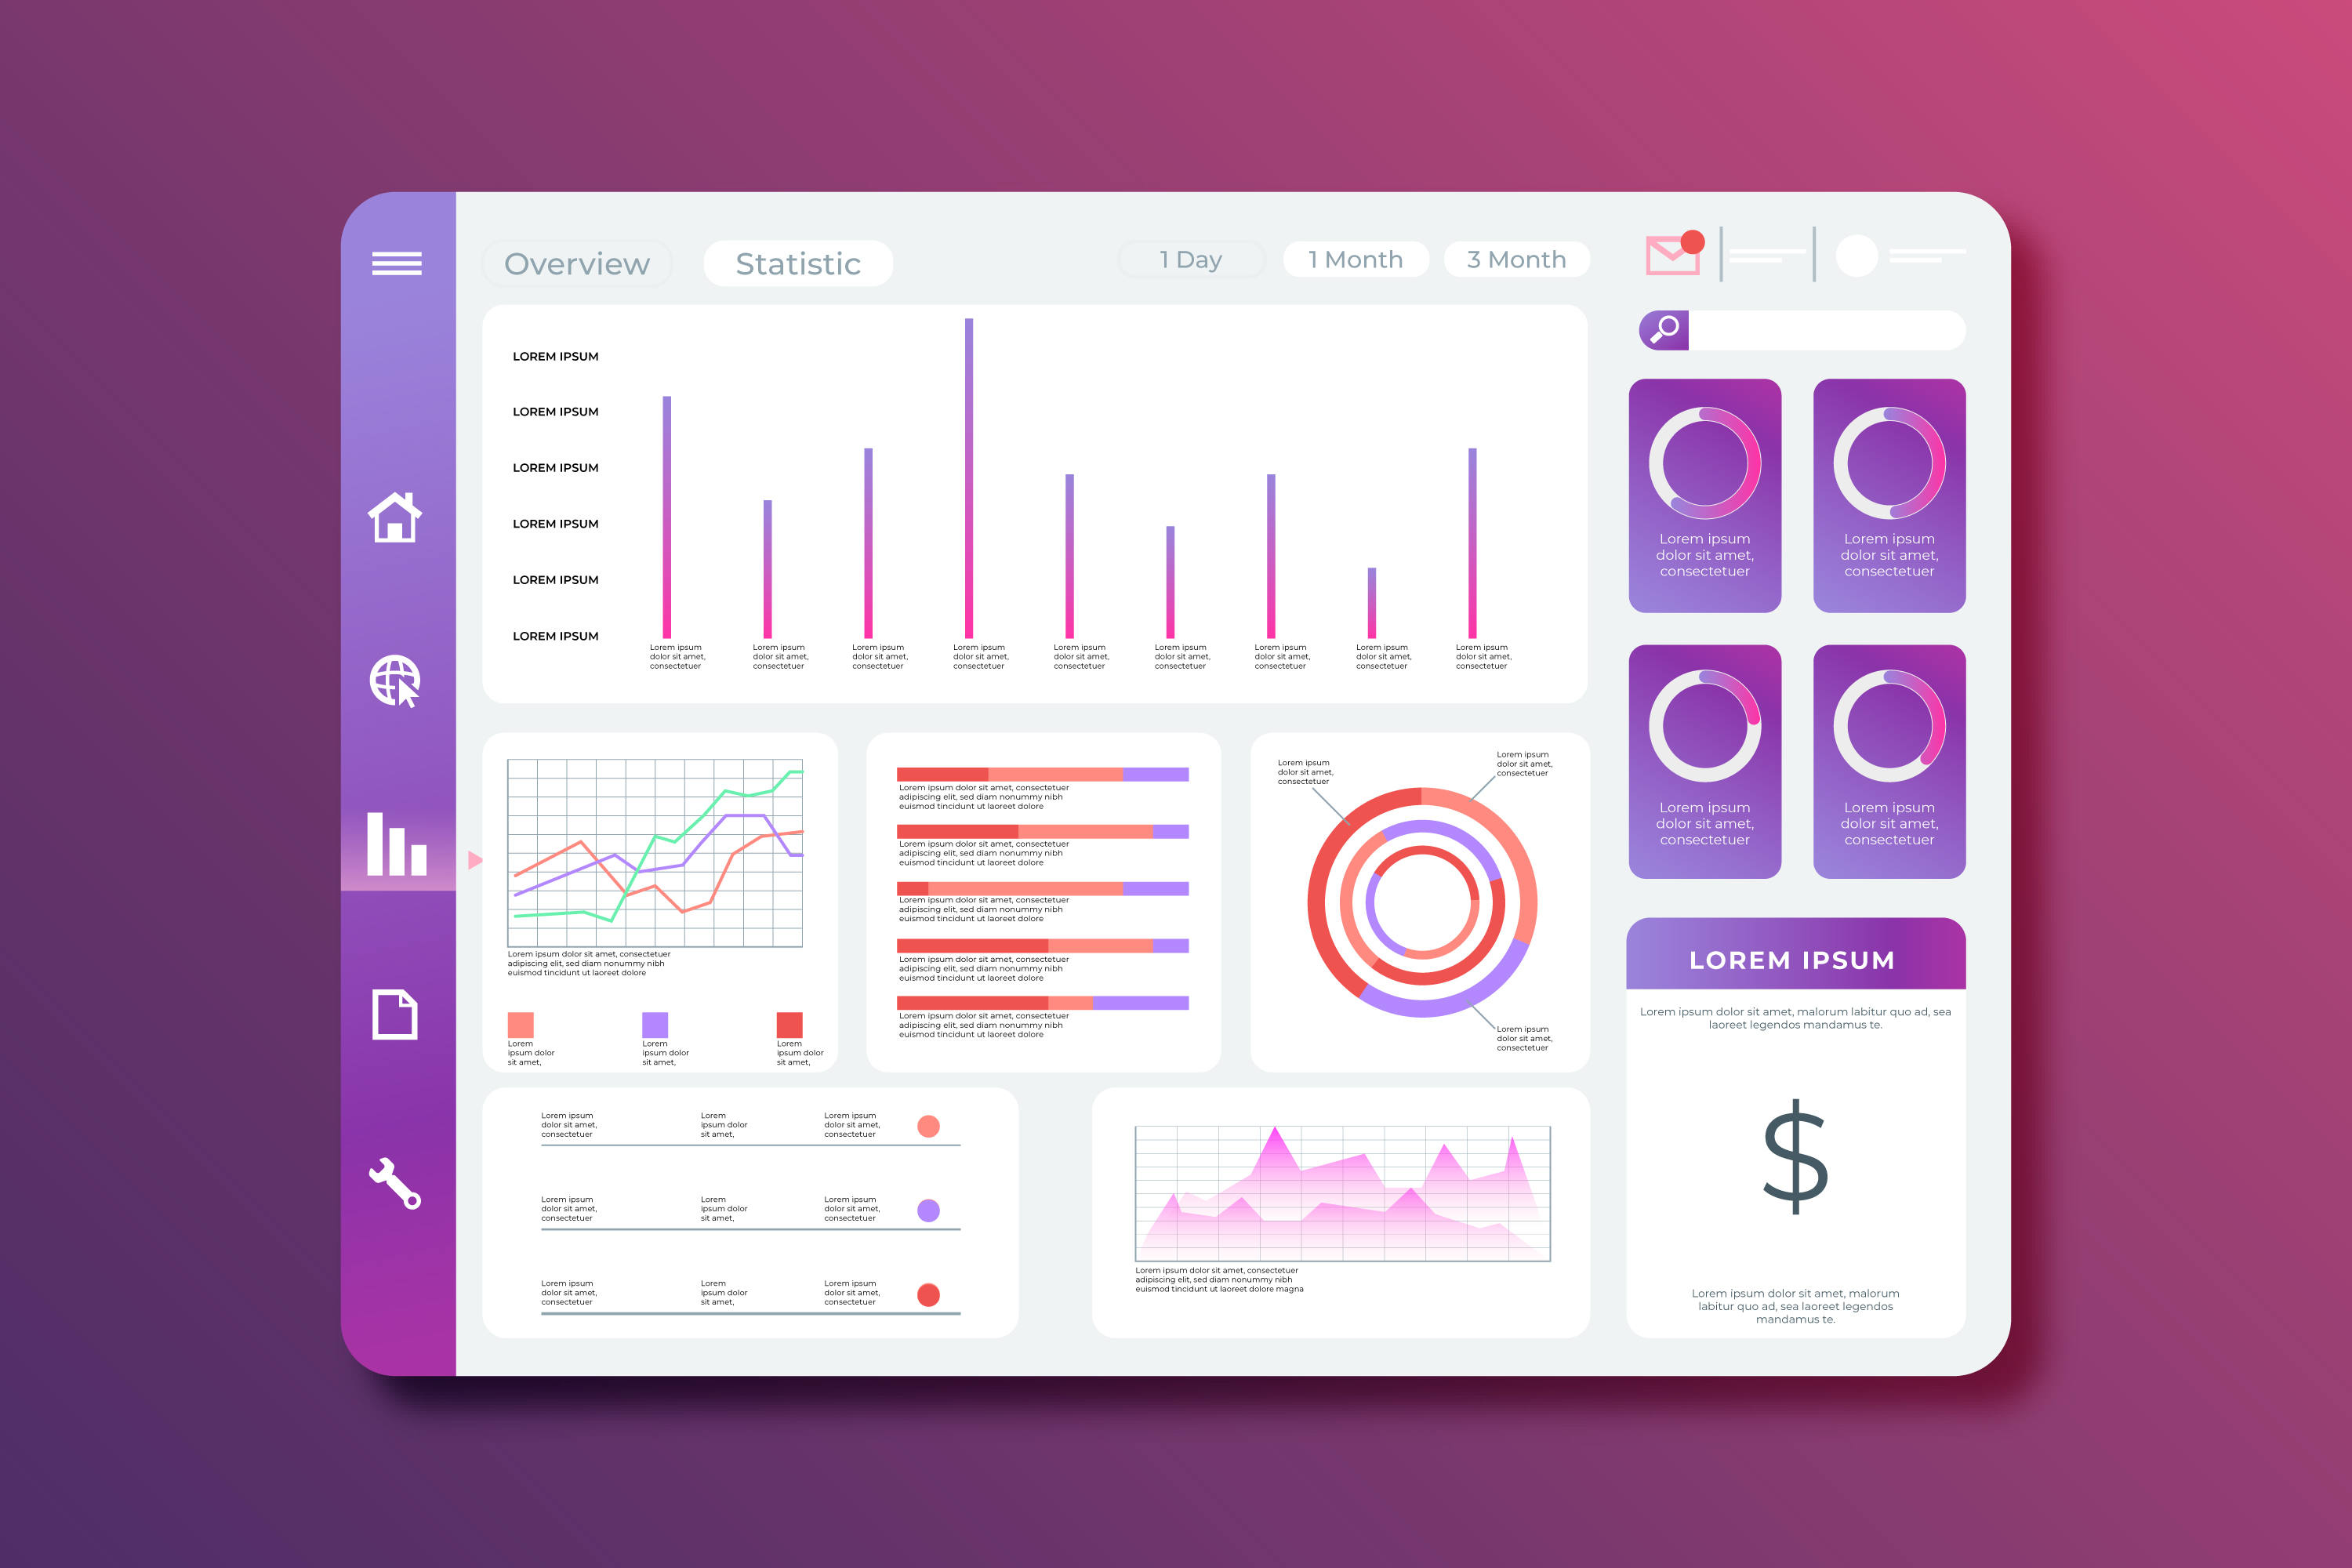 Overview
Statistic
1 Day
1 Month
3 Month
LOREM IPSUM
LOREM IPSUM
LOREM IPSUM
LOREM IPSUM
LOREM IPSUM
LOREM IPSUM
Lorem ipsum
dolor sit amet,
consectetuer
Lorem ipsum
dolor sit amet,
consectetuer
Lorem ipsum
dolor sit amet,
consectetuer
Lorem ipsum
dolor sit amet,
consectetuer
Lorem ipsum
dolor sit amet,
consectetuer
Lorem ipsum
dolor sit amet,
consectetuer
Lorem ipsum
dolor sit amet,
consectetuer
Lorem ipsum
dolor sit amet,
consectetuer
Lorem ipsum
dolor sit amet,
consectetuer
Lorem ipsum dolor sit amet, consectetuer
adipiscing elit, sed diam nonummy nibh
euismod tincidunt ut laoreet dolore
Lorem
ipsum dolor
sit amet,
Lorem
ipsum dolor
sit amet,
Lorem
ipsum dolor
sit amet,
Lorem ipsum dolor sit amet, consectetuer
adipiscing elit, sed diam nonummy nibh
euismod tincidunt ut laoreet dolore
Lorem ipsum dolor sit amet, consectetuer
adipiscing elit, sed diam nonummy nibh
euismod tincidunt ut laoreet dolore
Lorem ipsum dolor sit amet, consectetuer
adipiscing elit, sed diam nonummy nibh
euismod tincidunt ut laoreet dolore
Lorem ipsum dolor sit amet, consectetuer
adipiscing elit, sed diam nonummy nibh
euismod tincidunt ut laoreet dolore
Lorem ipsum dolor sit amet, consectetuer
adipiscing elit, sed diam nonummy nibh
euismod tincidunt ut laoreet dolore
Lorem ipsum
dolor sit amet,
consectetuer
Lorem ipsum
dolor sit amet,
consectetuer
Lorem ipsum
dolor sit amet,
consectetuer
Lorem ipsum
dolor sit amet,
consectetuer
Lorem
ipsum dolor
sit amet,
Lorem ipsum
dolor sit amet,
consectetuer
Lorem ipsum
dolor sit amet,
consectetuer
Lorem
ipsum dolor
sit amet,
Lorem ipsum
dolor sit amet,
consectetuer
Lorem ipsum
dolor sit amet,
consectetuer
Lorem
ipsum dolor
sit amet,
Lorem ipsum
dolor sit amet,
consectetuer
Lorem ipsum dolor sit amet, consectetuer
adipiscing elit, sed diam nonummy nibh
euismod tincidunt ut laoreet dolore magna
Lorem ipsum
dolor sit amet,
consectetuer
Lorem ipsum
dolor sit amet,
consectetuer
Lorem ipsum
dolor sit amet,
consectetuer
Lorem ipsum
dolor sit amet,
consectetuer
LOREM IPSUM
Lorem ipsum dolor sit amet, malorum labitur quo ad, sea
laoreet legendos mandamus te.
$
Lorem ipsum dolor sit amet, malorum
labitur quo ad, sea laoreet legendos
mandamus te.